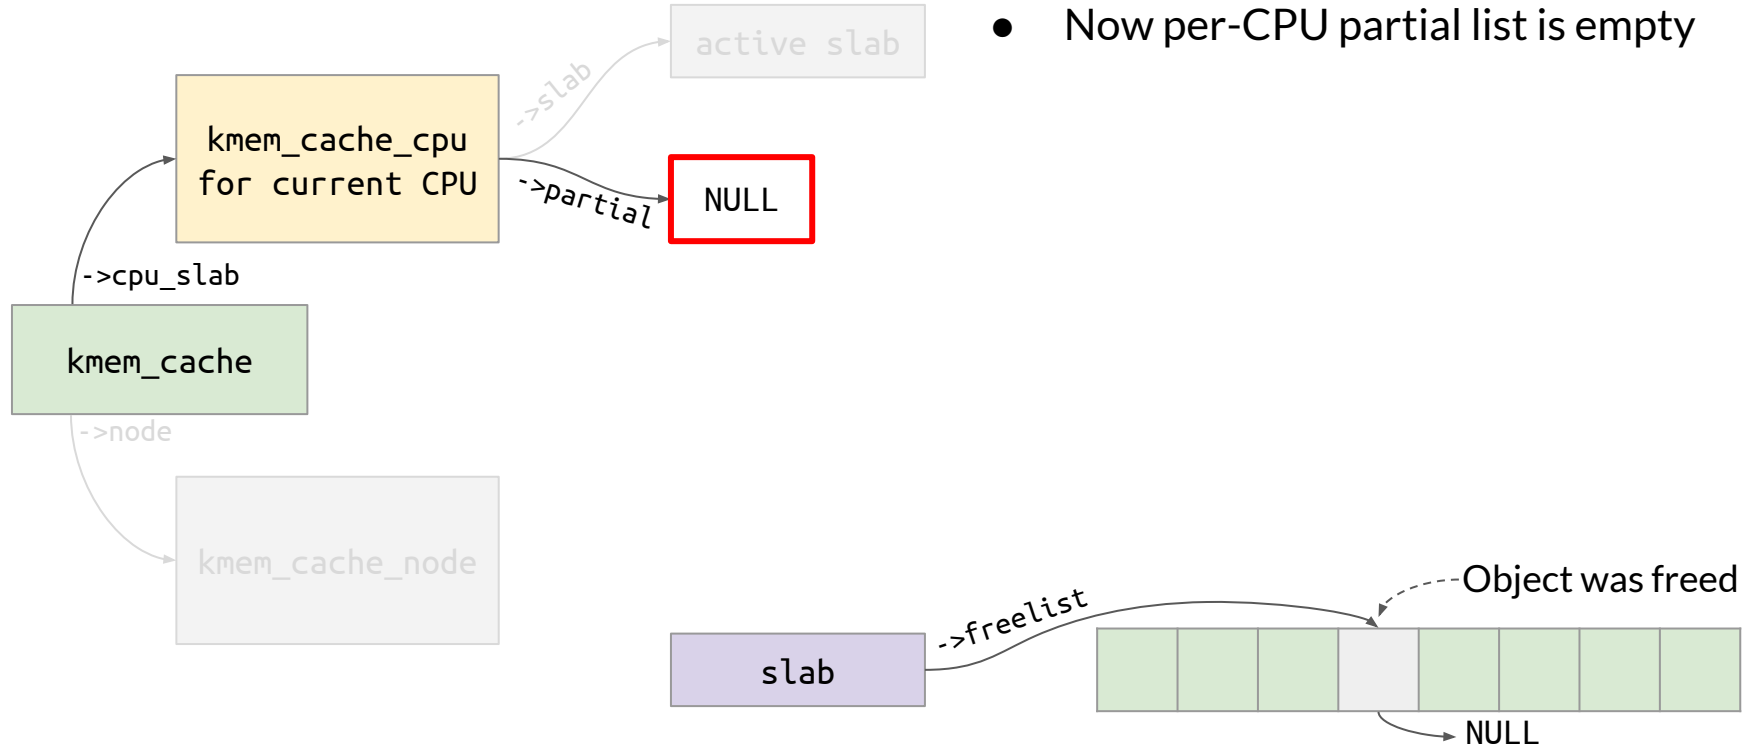 ● Now per-CPU partial list is empty
active slab
->slab
kmem_cache_cpu
for current CPU
->partial
NULL
->cpu_slab
kmem_cache
->node
kmem_cache_node
Object was freed
->freelist
slab
NULL